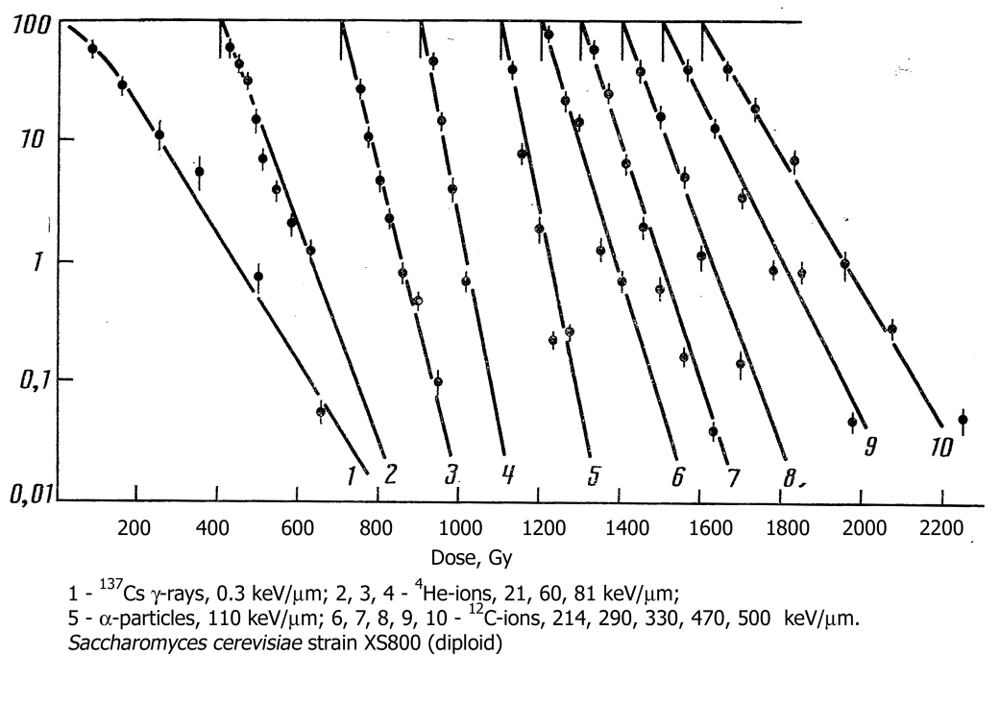 100
10
1
0,1
0,01
1 2 3 4 5 6 7 8 9 10
200 400 600 800 1000 1200 1400 1600 1800 2000 2200
Dose, Gy
1 - ¹³⁷Cs γ-rays, 0.3 keV/μm; 2, 3, 4 - ⁴He-ions, 21, 60, 81 keV/μm;
5 - α-particles, 110 keV/μm; 6, 7, 8, 9, 10 - ¹²C-ions, 214, 290, 330, 470, 500 keV/μm.
Saccharomyces cerevisiae strain XS800 (diploid)